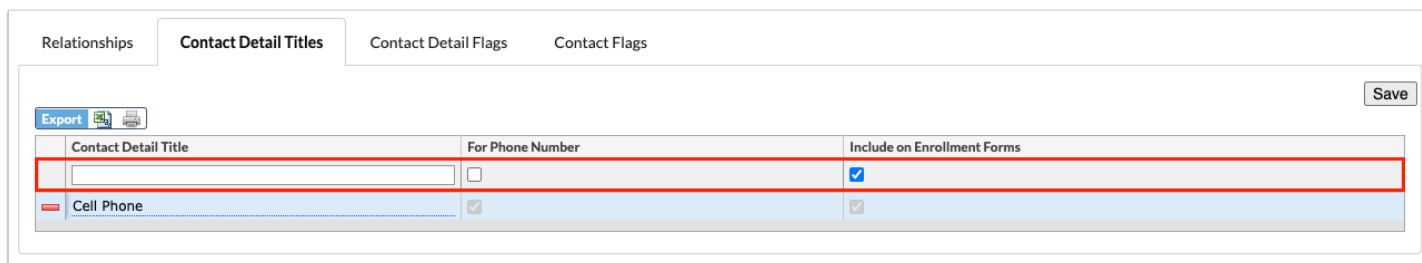 Relationships Contact Detail Titles Contact Detail Flags Contact Flags
Save
Export
Contact Detail Title For Phone Number Include on Enrollment Forms
Cell Phone